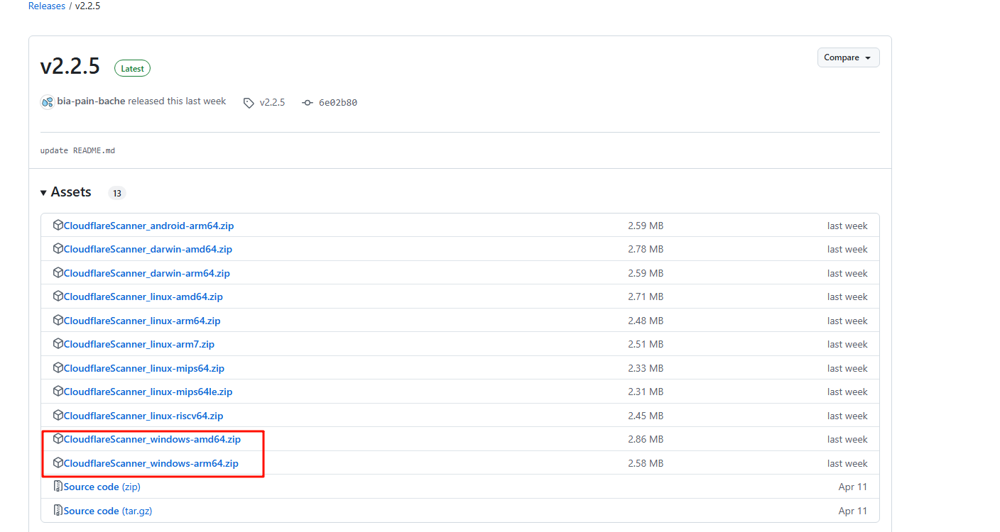 Releases / v2.2.5
v2.2.5 Latest Compare
bia-pain-bache released this last week v2.2.5 6e02b80
update README.md
Assets 13
CloudflareScanner_android-arm64.zip 2.59 MB last week
CloudflareScanner_darwin-amd64.zip 2.78 MB last week
CloudflareScanner_darwin-arm64.zip 2.59 MB last week
CloudflareScanner_linux-amd64.zip 2.71 MB last week
CloudflareScanner_linux-arm64.zip 2.48 MB last week
CloudflareScanner_linux-arm7.zip 2.51 MB last week
CloudflareScanner_linux-mips64.zip 2.33 MB last week
CloudflareScanner_linux-mips64le.zip 2.31 MB last week
CloudflareScanner_linux-riscv64.zip 2.45 MB last week
CloudflareScanner_windows-amd64.zip 2.86 MB last week
CloudflareScanner_windows-arm64.zip 2.58 MB last week
Source code (zip) Apr 11
Source code (tar.gz) Apr 11